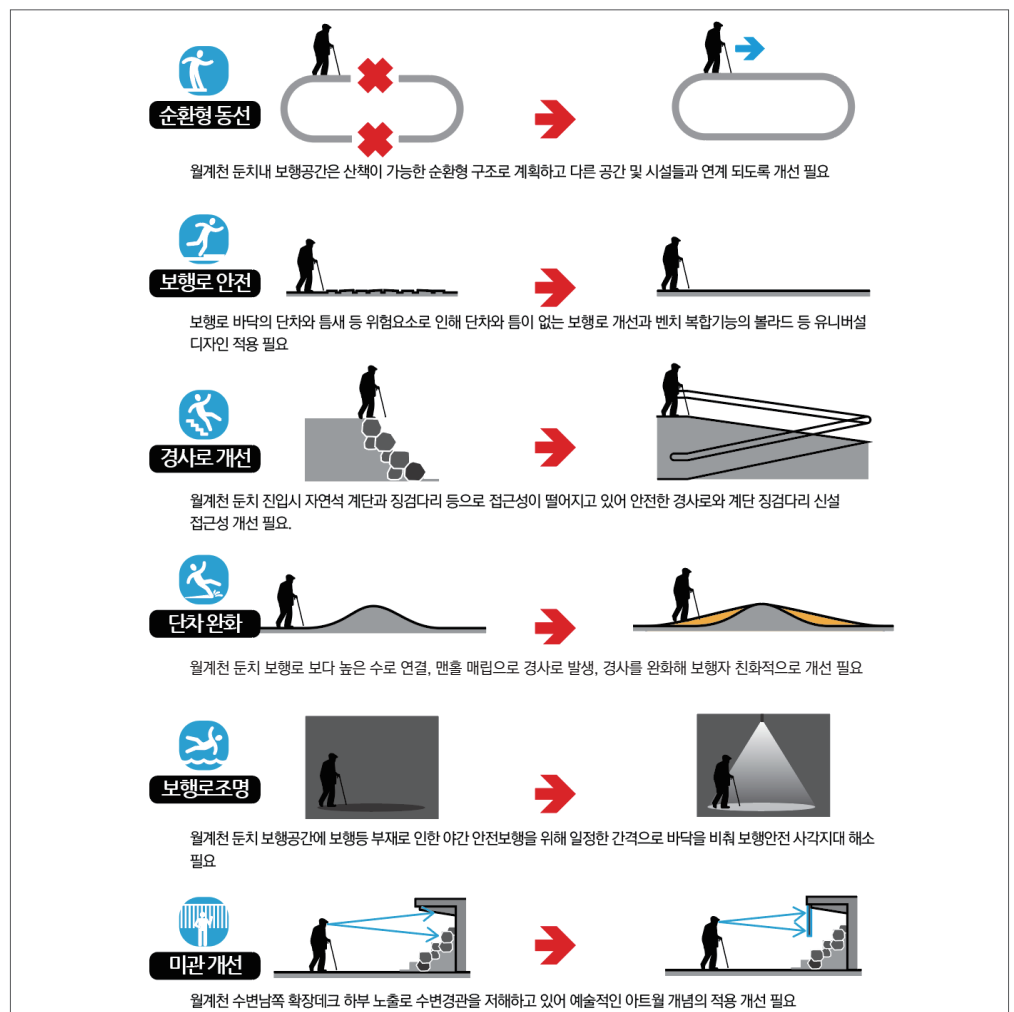 순환형 동선
월계천 둔치내 보행공간은 산책이 가능한 순환형 구조로 계획하고 다른 공간 및 시설들과 연계 되도록 개선 필요
보행로 안전
보행로 바닥의 단차와 틈새 등 위험요소로 인해 단차와 틈이 없는 보행로 개선과 벤치 복합기능의 볼라드 등 유니버설
디자인 적용 필요
경사로 개선
월계천 둔치 진입시 자연석 계단과 징검다리 등으로 접근성이 떨어지고 있어 안전한 경사로와 계단 징검다리 신설
접근성 개선 필요.
단차 완화
월계천 둔치 보행로 보다 높은 수로 연결, 맨홀 매립으로 경사로 발생, 경사를 완화해 보행자 친화적으로 개선 필요
보행로조명
월계천 둔치 보행공간에 보행등 부재로 인한 야간 안전보행을 위해 일정한 간격으로 바닥을 비춰 보행안전 사각지대 해소
필요
미관 개선
월계천 수변남쪽 확장데크 하부 노출로 수변경관을 저해하고 있어 예술적인 아트월 개념의 적용 개선 필요